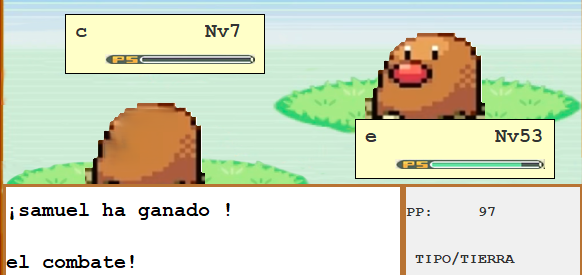 c Nv7
PS
e Nv53
PS
¡samuel ha ganado !
el combate!
PP: 97
TIPO/TIERRA